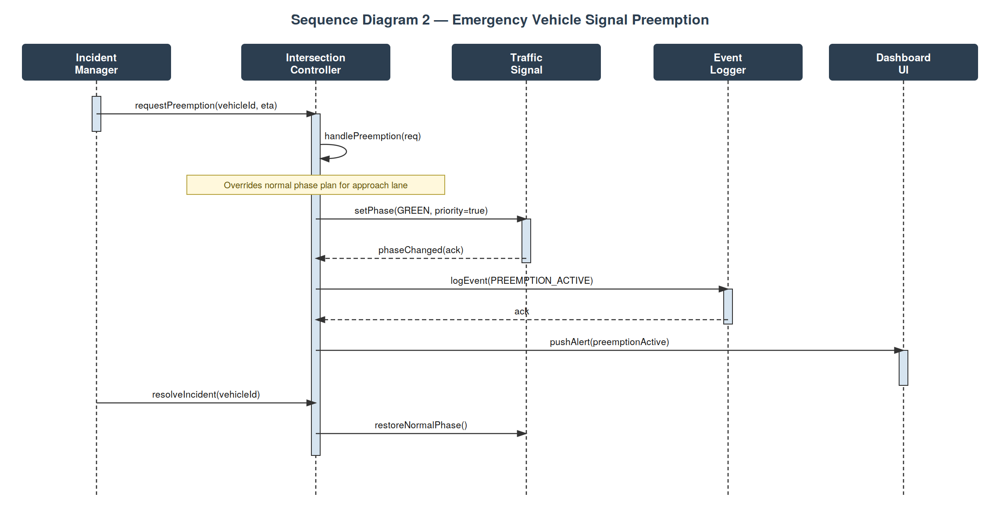 Sequence Diagram 2 — Emergency Vehicle Signal Preemption
Incident
Manager
Intersection
Controller
Traffic
Signal
Event
Logger
Dashboard
UI
requestPreemption(vehicleId, eta)
handlePreemption(req)
Overrides normal phase plan for approach lane
setPhase(GREEN, priority=true)
phaseChanged(ack)
logEvent(PREEMPTION_ACTIVE)
ack
pushAlert(preemptionActive)
resolveIncident(vehicleId)
restoreNormalPhase()